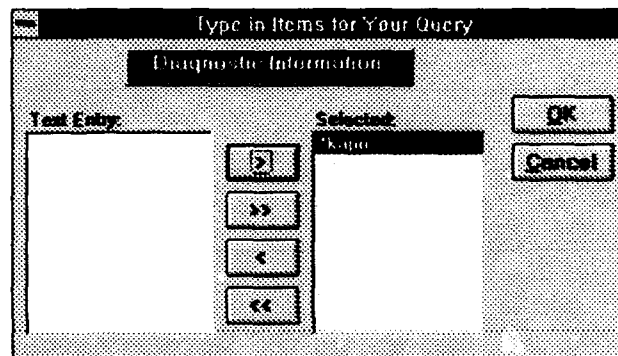 Type in Items for Your Query
Diagnostic Information
Text Entry:
Selected:
OK
>
Cancel
>>
<
<<